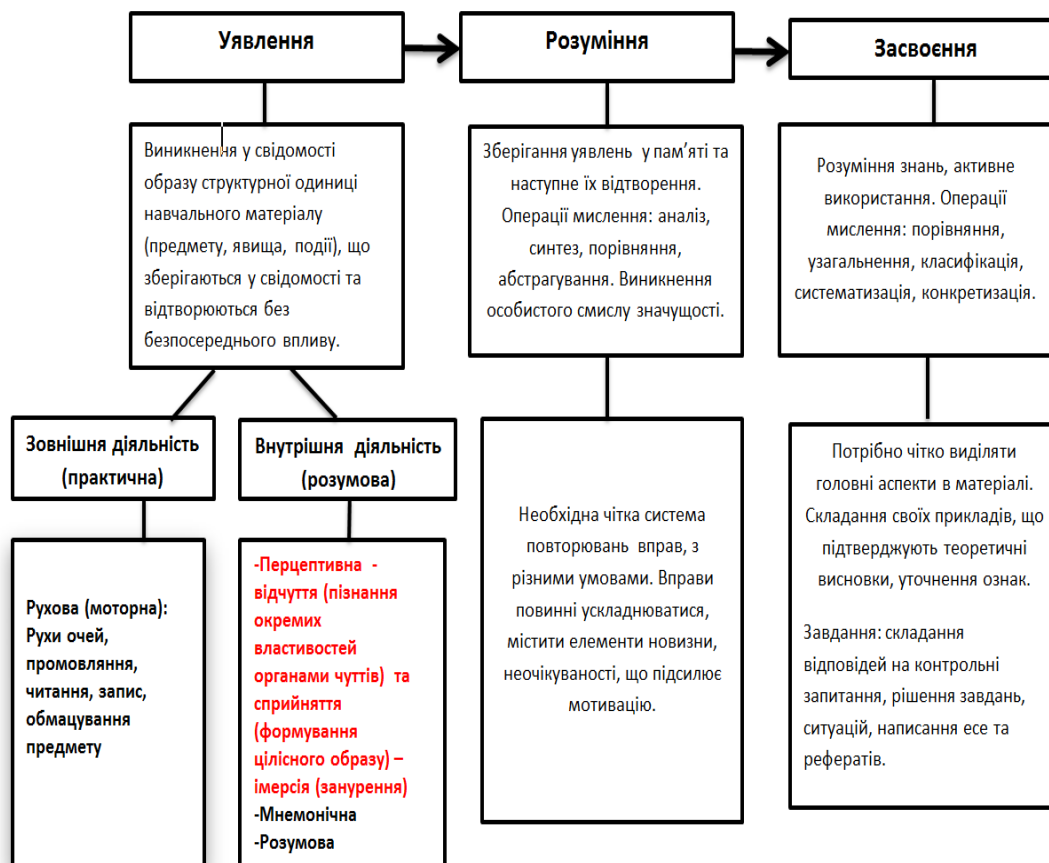 Уявлення
Розуміння
Засвоєння
Виникнення у свідомості
образу структурної одиниці
навчального матеріалу
(предмету, явища, події), що
зберігаються у свідомості та
відтворюються без
безпосереднього впливу.
Зберігання уявлень у пам’яті та
наступне їх відтворення.
Операції мислення: аналіз,
синтез, порівняння,
абстрагування. Виникнення
особистого смислу значущості.
Розуміння знань, активне
використання. Операції
мислення: порівняння,
узагальнення, класифікація,
систематизація, конкретизація.
Зовнішня діяльність
(практична)
Внутрішня діяльність
(розумова)
Рухова (моторна):
Рухи очей,
промовляння,
читання, запис,
обмацування
предмету
-Перцептивна -
відчуття (пізнання
окремих
властивостей
органами чуттів) та
сприйняття
(формування
цілісного образу) –
імерсія (занурення)
-Мнемонічна
-Розумова
Необхідна чітка система
повторювань вправ, з
різними умовами. Вправи
повинні ускладнюватися,
містити елементи новизни,
неочікуваності, що підсилює
мотивацію.
Потрібно чітко виділяти
головні аспекти в матеріалі.
Складання своїх прикладів, що
підтверджують теоретичні
висновки, уточнення ознак.
Завдання: складання
відповідей на контрольні
запитання, рішення завдань,
ситуацій, написання есе та
рефератів.